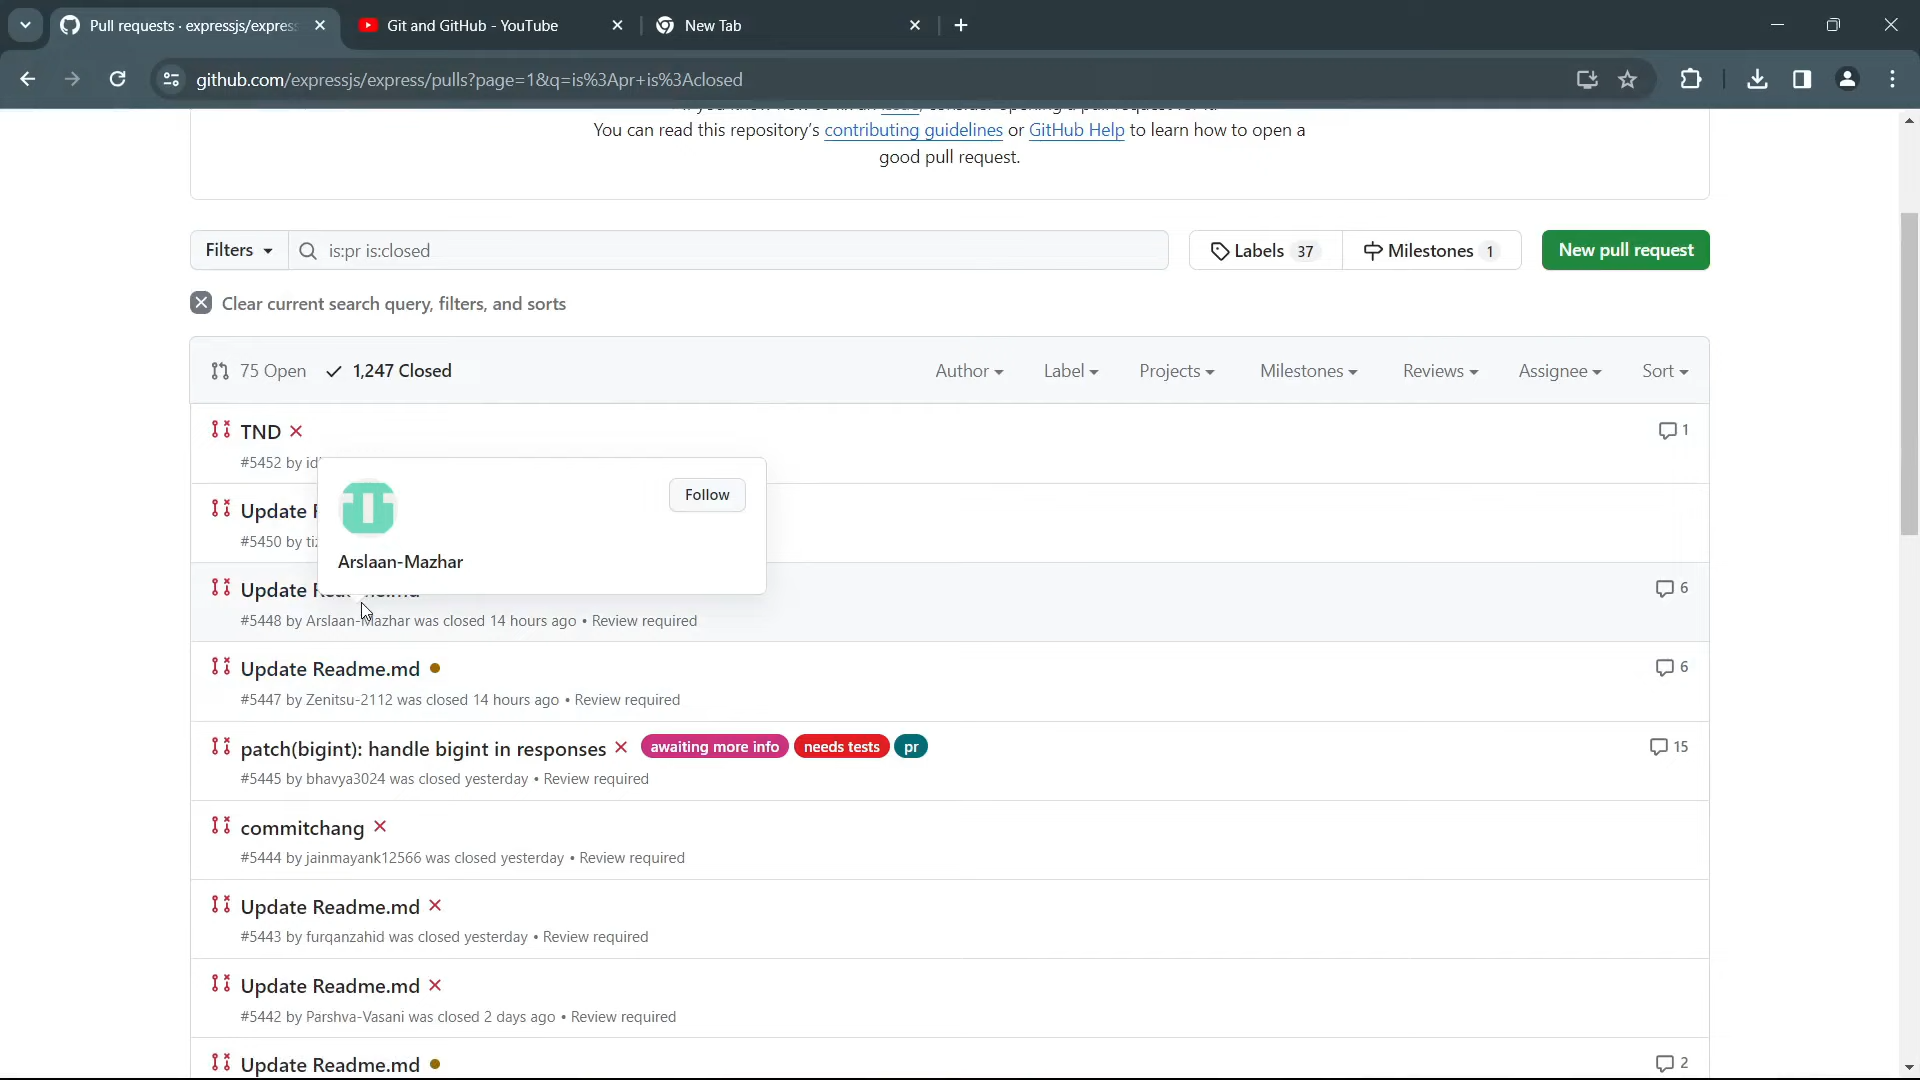 Pull requests · expressjs/expres
Git and GitHub - YouTube
New Tab
github.com/expressjs/express/pulls?page=1&q=is%3Apr+is%3Aclosed
You can read this repository's contributing guidelines or GitHub Help to learn how to open a
good pull request.
Filters
is:pr is:closed
Labels 37
Milestones 1
New pull request
Clear current search query, filters, and sorts
75 Open
1,247 Closed
Author
Label
Projects
Milestones
Reviews
Assignee
Sort
TND
1
#5452 by
Follow
Update
#5450 by
Arslaan-Mazhar
Update
6
#5448 by Arslaan-Mazhar was closed 14 hours ago • Review required
Update Readme.md
6
#5447 by Zenitsu-2112 was closed 14 hours ago • Review required
patch(bigint): handle bigint in responses
awaiting more info
needs tests
pr
15
#5445 by bhavya3024 was closed yesterday • Review required
commitchang
#5444 by jainmayank12566 was closed yesterday • Review required
Update Readme.md
#5443 by furqanzahid was closed yesterday • Review required
Update Readme.md
#5442 by Parshva-Vasani was closed 2 days ago • Review required
Update Readme.md
2